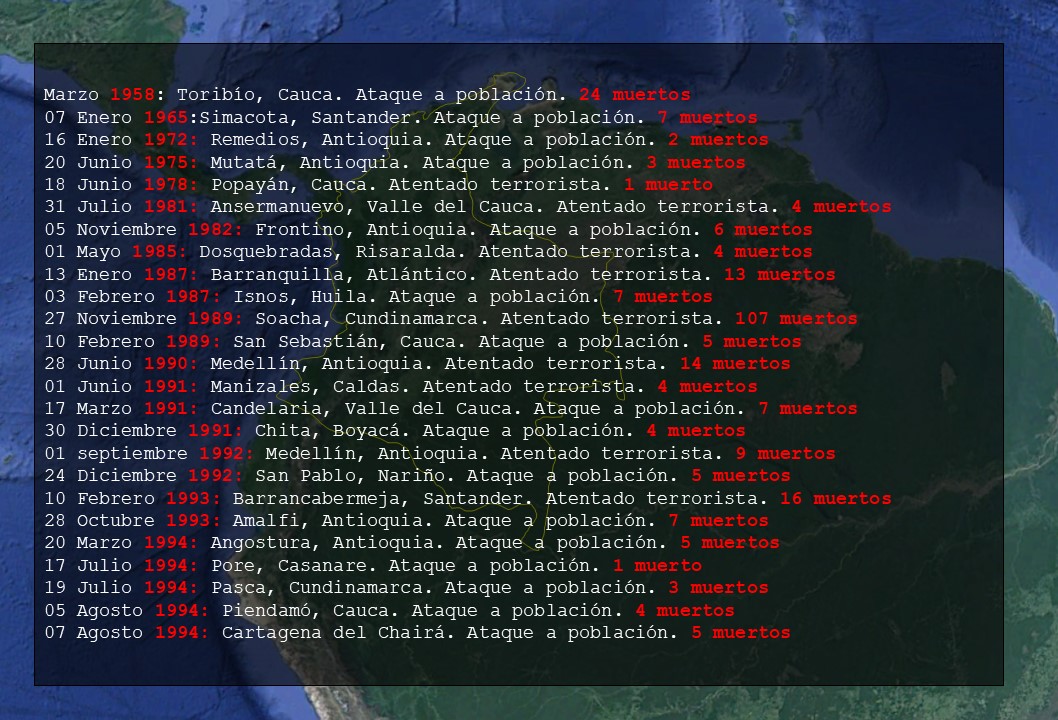 Marzo 1958: Toribío, Cauca. Ataque a población. 24 muertos
07 Enero 1965:Simacota, Santander. Ataque a población. 7 muertos
16 Enero 1972: Remedios, Antioquia. Ataque a población. 2 muertos
20 Junio 1975: Mutatá, Antioquia. Ataque a población. 3 muertos
18 Junio 1978: Popayán, Cauca. Atentado terrorista. 1 muerto
31 Julio 1981: Ansermanuevo, Valle del Cauca. Atentado terrorista. 4 muertos
05 Noviembre 1982: Frontino, Antioquia. Ataque a población. 6 muertos
01 Mayo 1985: Dosquebradas, Risaralda. Atentado terrorista. 4 muertos
13 Enero 1987: Barranquilla, Atlántico. Atentado terrorista. 13 muertos
03 Febrero 1987: Isnos, Huila. Ataque a población. 7 muertos
27 Noviembre 1989: Soacha, Cundinamarca. Atentado terrorista. 107 muertos
10 Febrero 1989: San Sebastián, Cauca. Ataque a población. 5 muertos
28 Junio 1990: Medellín, Antioquia. Atentado terrorista. 14 muertos
01 Junio 1991: Manizales, Caldas. Atentado terrorista. 4 muertos
17 Marzo 1991: Candelaria, Valle del Cauca. Ataque a población. 7 muertos
30 Diciembre 1991: Chita, Boyacá. Ataque a población. 4 muertos
01 septiembre 1992: Medellín, Antioquia. Atentado terrorista. 9 muertos
24 Diciembre 1992: San Pablo, Nariño. Ataque a población. 5 muertos
10 Febrero 1993: Barrancabermeja, Santander. Atentado terrorista. 16 muertos
28 Octubre 1993: Amalfi, Antioquia. Ataque a población. 7 muertos
20 Marzo 1994: Angostura, Antioquia. Ataque a población. 5 muertos
17 Julio 1994: Pore, Casanare. Ataque a población. 1 muerto
19 Julio 1994: Pasca, Cundinamarca. Ataque a población. 3 muertos
05 Agosto 1994: Piendamó, Cauca. Ataque a población. 4 muertos
07 Agosto 1994: Cartagena del Chairá. Ataque a población. 5 muertos